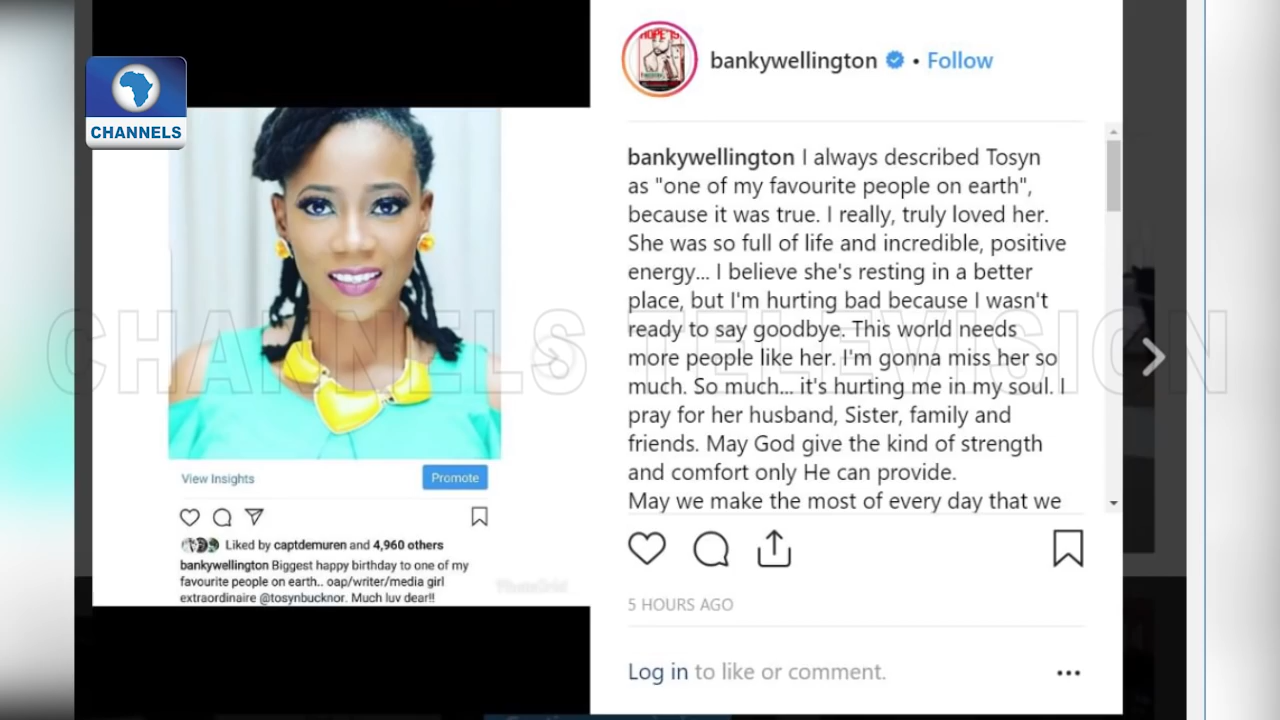 CHANNELS
HOPE IS
bankywellington • Follow
bankywellington I always described Tosyn
as "one of my favourite people on earth",
because it was true. I really, truly loved her.
She was so full of life and incredible, positive
energy... I believe she's resting in a better
place, but I'm hurting bad because I wasn't
ready to say goodbye. This world needs
more people like her. I'm gonna miss her so
much. So much... it's hurting me in my soul. I
pray for her husband, Sister, family and
friends. May God give the kind of strength
and comfort only He can provide.
May we make the most of every day that we
CHANNELS TELEVISION
View Insights
Promote
Liked by captdemuren and 4,960 others
bankywellington Biggest happy birthday to one of my
favourite people on earth.. oap/writer/media girl
extraordinaire @tosynbucknor. Much luv dear!!
5 HOURS AGO
Log in to like or comment.